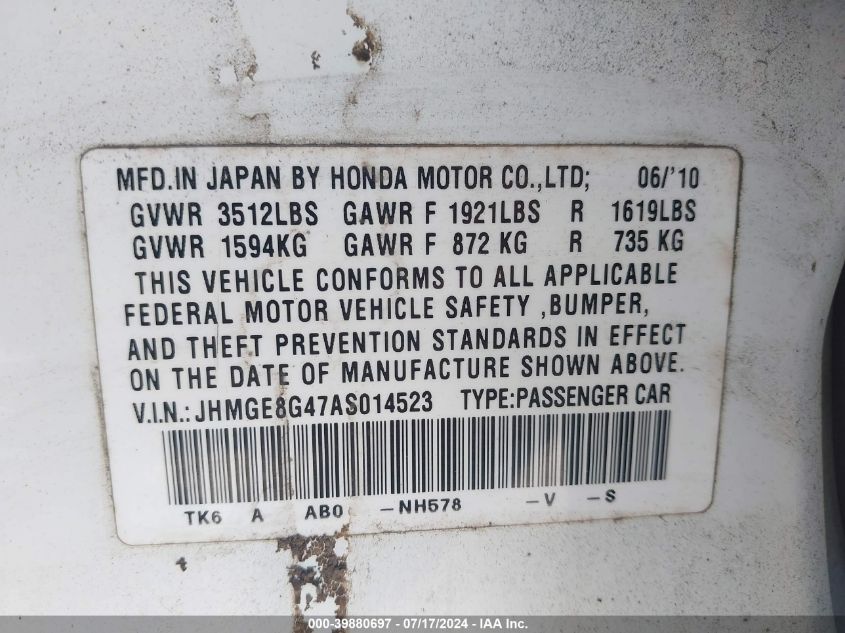 MFD.IN JAPAN BY HONDA MOTOR CO.,LTD; 06/'10
GVWR 3512LBS GAWR F 1921LBS R 1619LBS
GVWR 1594KG GAWR F 872 KG R 735 KG
THIS VEHICLE CONFORMS TO ALL APPLICABLE
FEDERAL MOTOR VEHICLE SAFETY ,BUMPER,
AND THEFT PREVENTION STANDARDS IN EFFECT
ON THE DATE OF MANUFACTURE SHOWN ABOVE.
V.I.N.: JHMGE8G47AS014523 TYPE:PASSENGER CAR
TK6 A AB0 -NH578 -V -S
000-39880697 / 07/17/2024 - IAAI Inc.